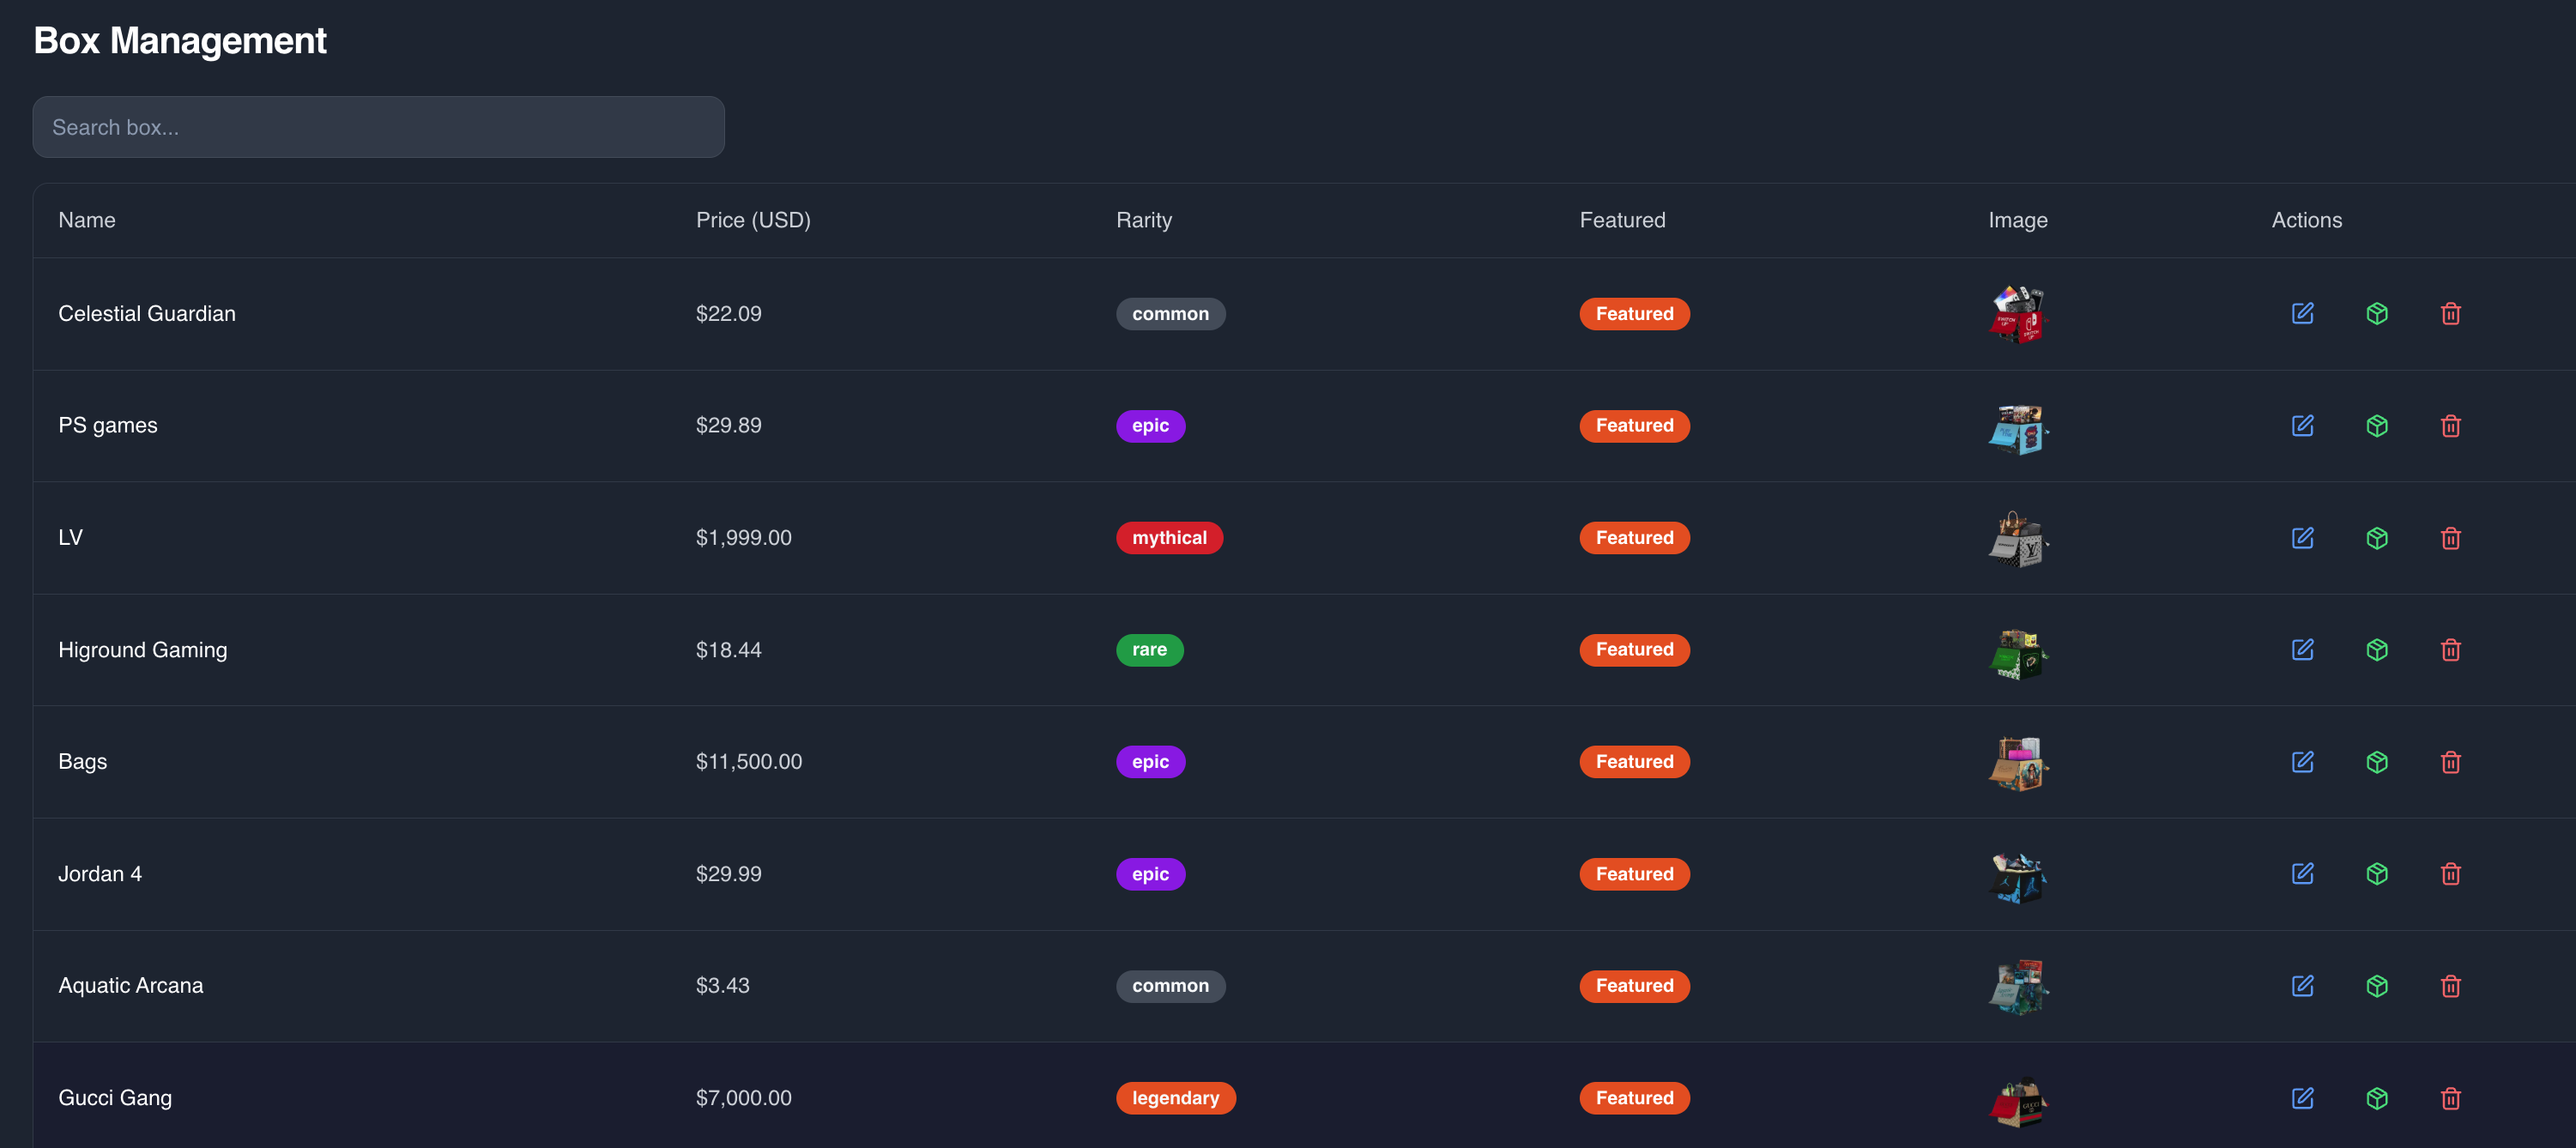 Box Management
Search box...
Name Price (USD) Rarity Featured Image Actions
Celestial Guardian $22.09 common Featured
PS games $29.89 epic Featured
LV $1,999.00 mythical Featured
Higround Gaming $18.44 rare Featured
Bags $11,500.00 epic Featured
Jordan 4 $29.99 epic Featured
Aquatic Arcana $3.43 common Featured
Gucci Gang $7,000.00 legendary Featured